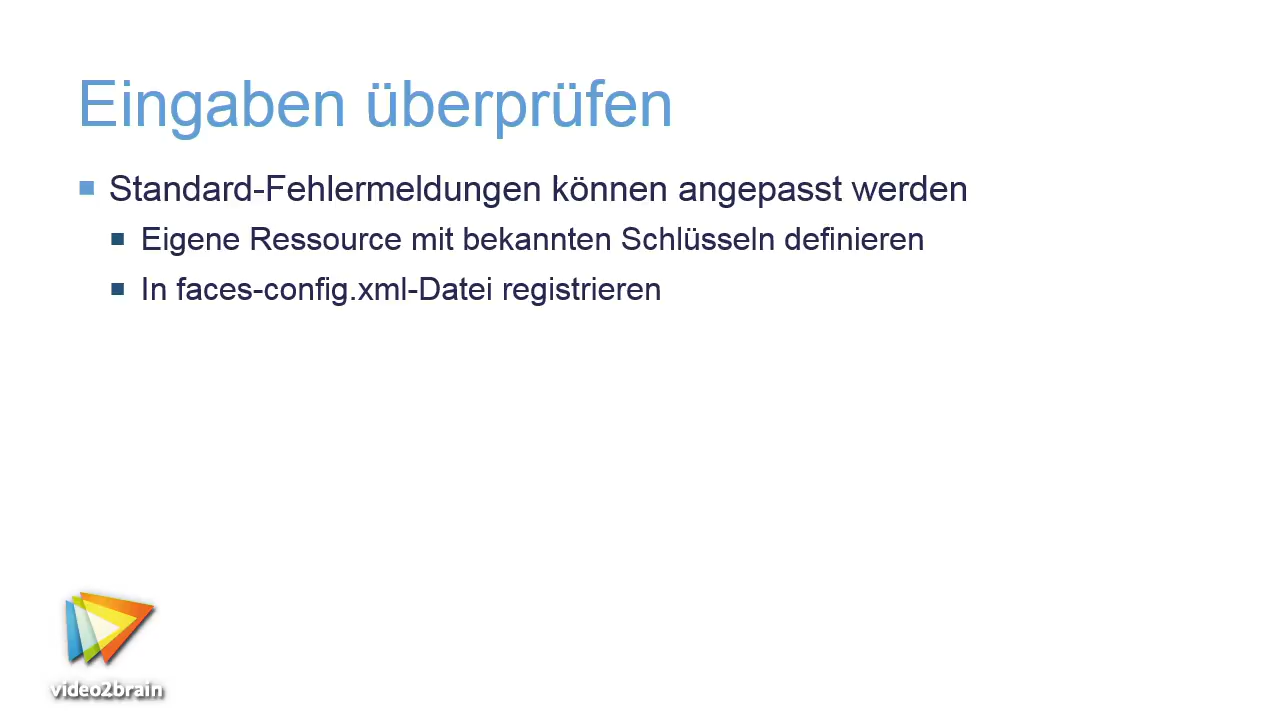 Eingaben überprüfen
Standard-Fehlermeldungen können angepasst werden
Eigene Ressource mit bekannten Schlüsseln definieren
In faces-config.xml-Datei registrieren
video2brain